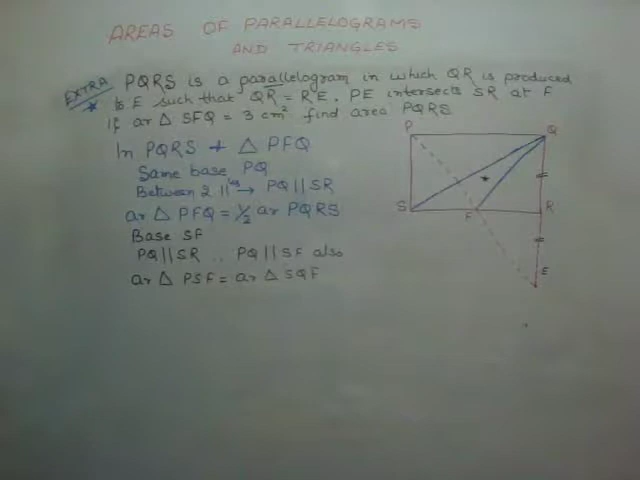 AREAS OF PARALLELOGRAMS
AND TRIANGLES
EXTRA
PQRS is a parallelogram in which QR is produced
to E such that QR = RE. PE intersects SR at F
If ar △ SFQ = 3 cm² find area PQRS
In PQRS + △ PFQ
Same base PQ
Between 2 ||ˡᵉˢ → PQ || SR
ar △ PFQ = 1/2 ar PQRS
Base SF
PQ || SR ∴ PQ || SF also
ar △ PSF = ar △ SQF
P
Q
S
F
R
E